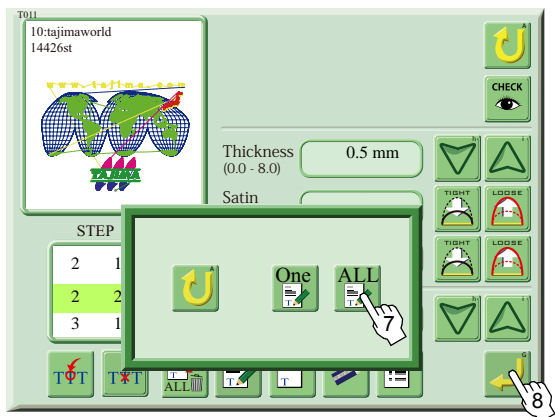 T011
10:tajimaworld
14426st
www.tajima.com
TAJIMA
A
CHECK
Thickness
(0.0 - 8.0)
0.5 mm
h
i
Satin
TIGHT
LOOSE
TIGHT
LOOSE
STEP
2 1
2 2
3 1
A
One
ALL
T
T
7
h
i
T T
T T
T
ALL
T
T
G
8